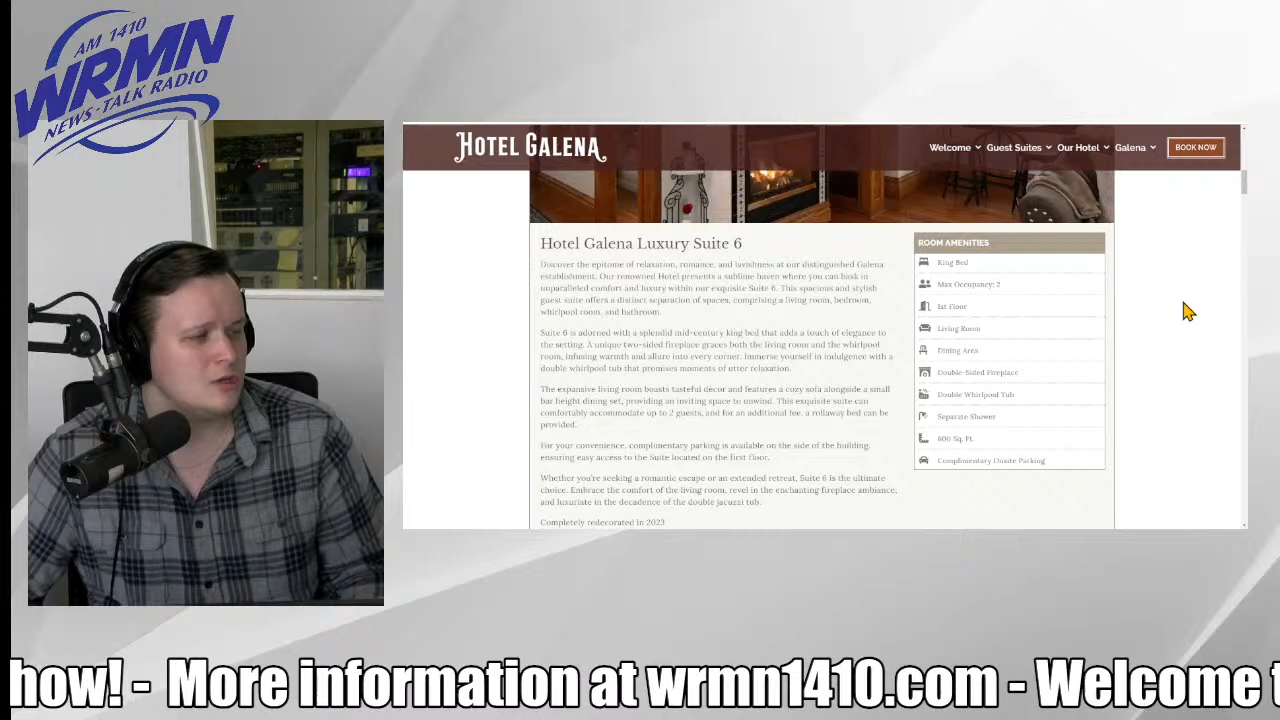 AM 1410
WRMN
NEWS·TALK RADIO
HOTEL GALENA
Welcome
Guest Suites
Our Hotel
Galena
BOOK NOW
Hotel Galena Luxury Suite 6
Discover the epitome of relaxation, romance, and lavishness at our distinguished Galena
establishment. Our renowned Hotel presents a sublime haven where you can bask in
unparalleled comfort and luxury within our exquisite Suite 6. This spacious and stylish
guest suite offers a distinct separation of spaces, comprising a living room, bedroom,
whirlpool room, and bathroom.
Suite 6 is adorned with a splendid mid-century king bed that adds a touch of elegance to
the setting. A unique two-sided fireplace graces both the living room and the whirlpool
room, infusing warmth and allure into every corner. Immerse yourself in indulgence with a
double whirlpool tub that promises moments of utter relaxation.
The expansive living room boasts tasteful décor and features a cozy sofa alongside a small
bar height dining set, providing an inviting space to unwind. This exquisite suite can
comfortably accommodate up to 2 guests, and for an additional fee, a rollaway bed can be
provided.
For your convenience, complimentary parking is available on the side of the building,
ensuring easy access to the Suite located on the first floor.
Whether you're seeking a romantic escape or an extended retreat, Suite 6 is the ultimate
choice. Embrace the comfort of the living room, revel in the enchanting fireplace ambiance,
and luxuriate in the decadence of the double jacuzzi tub.
Completely redecorated in 2023
ROOM AMENITIES
King Bed
Max Occupancy: 2
1st Floor
Living Room
Dining Area
Double-Sided Fireplace
Double Whirlpool Tub
Separate Shower
600 Sq. Ft.
Complimentary Onsite Parking
how! - More information at wrmn1410.com - Welcome t